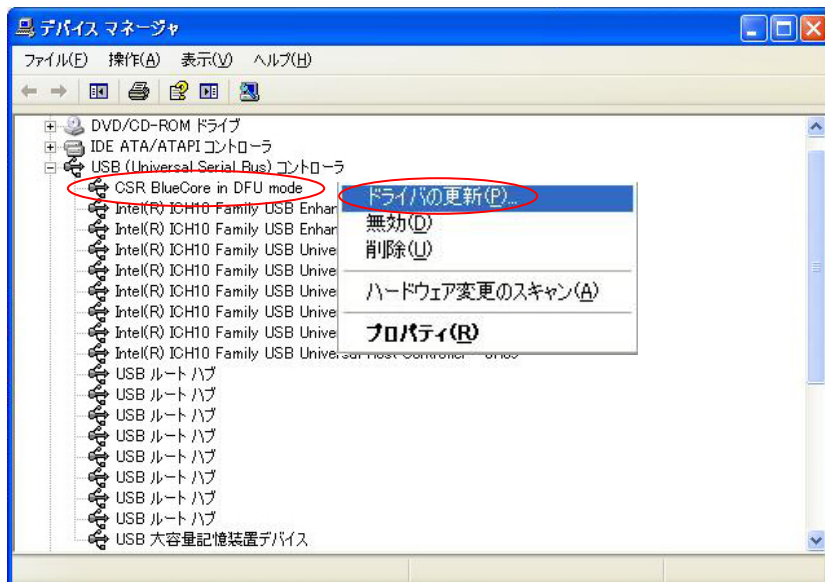 デバイス マネージャ
ファイル(F) 操作(A) 表示(V) ヘルプ(H)
DVD/CD-ROM ドライブ
IDE ATA/ATAPI コントローラ
USB (Universal Serial Bus) コントローラ
CSR BlueCore in DFU mode
ドライバの更新(P)...
Intel(R) ICH10 Family USB Enhan
無効(D)
Intel(R) ICH10 Family USB Enhan
削除(U)
Intel(R) ICH10 Family USB Unive
Intel(R) ICH10 Family USB Unive
Intel(R) ICH10 Family USB Unive
ハードウェア変更のスキャン(A)
Intel(R) ICH10 Family USB Unive
Intel(R) ICH10 Family USB Unive
プロパティ(R)
Intel(R) ICH10 Family USB Universal Host Controller
USB ルート ハブ
USB ルート ハブ
USB ルート ハブ
USB ルート ハブ
USB ルート ハブ
USB ルート ハブ
USB ルート ハブ
USB ルート ハブ
USB 大容量記憶装置デバイス